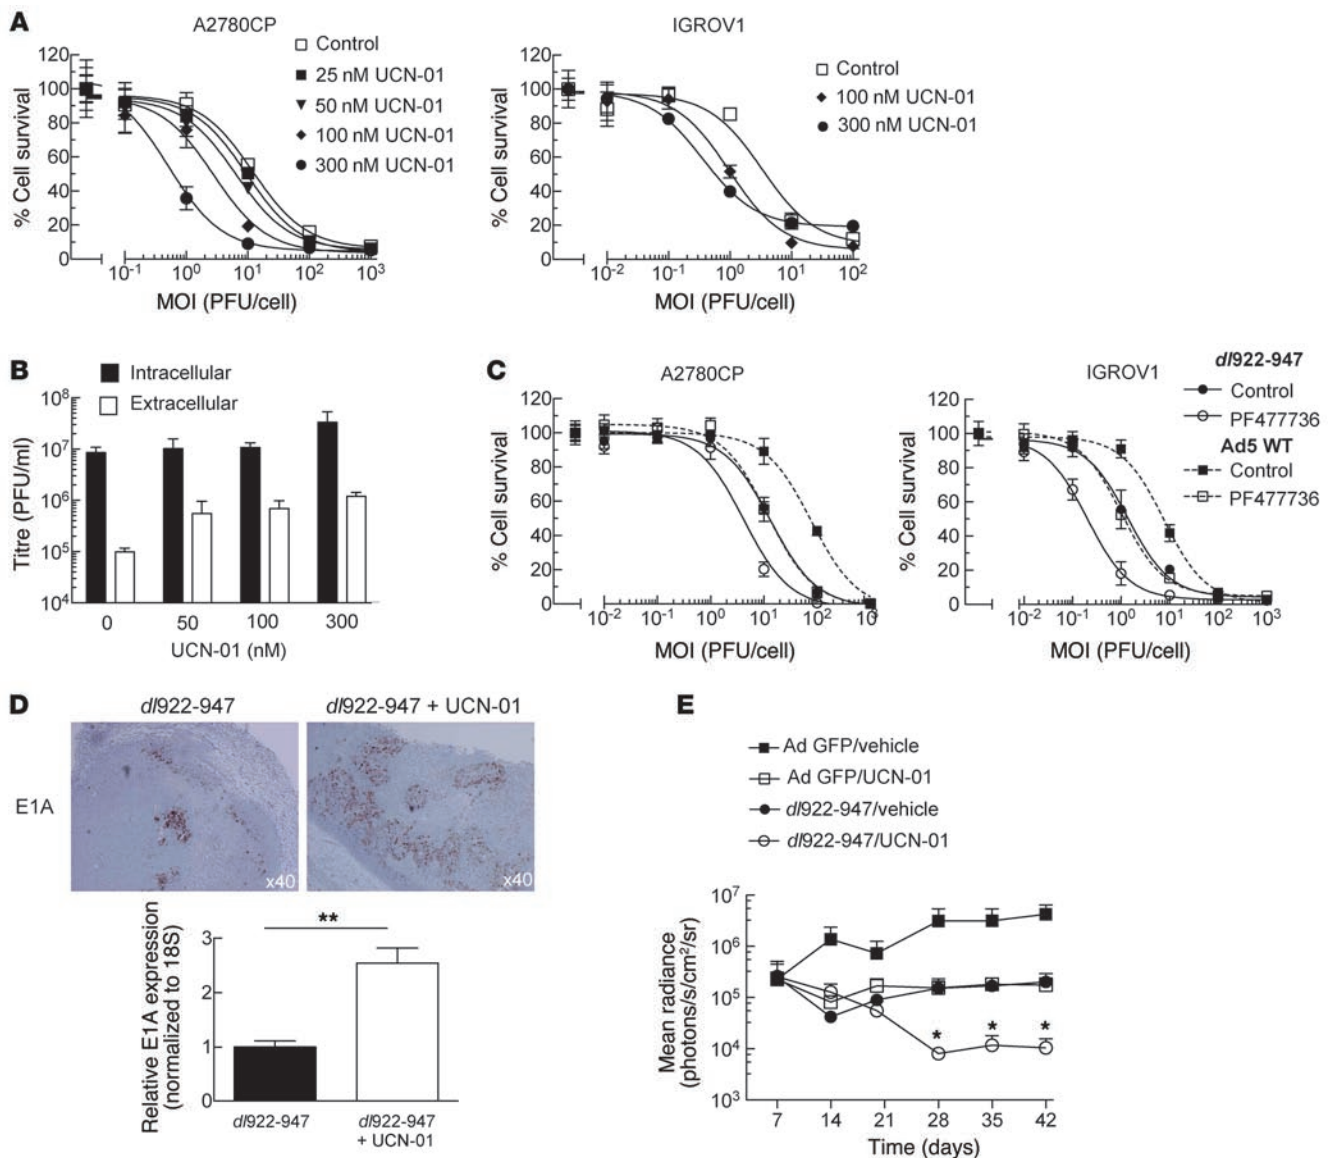 A
A2780CP
Control
25 nM UCN-01
50 nM UCN-01
100 nM UCN-01
300 nM UCN-01
% Cell survival
120
100
80
60
40
20
0
10⁻¹ 10⁰ 10¹ 10² 10³
MOI (PFU/cell)
IGROV1
Control
100 nM UCN-01
300 nM UCN-01
% Cell survival
120
100
80
60
40
20
0
10⁻² 10⁻¹ 10⁰ 10¹ 10²
MOI (PFU/cell)
B
Intracellular
Extracellular
Titre (PFU/ml)
10⁸
10⁷
10⁶
10⁵
10⁴
0 50 100 300
UCN-01 (nM)
C
A2780CP
% Cell survival
120
100
80
60
40
20
0
10⁻² 10⁻¹ 10⁰ 10¹ 10² 10³
MOI (PFU/cell)
IGROV1
dl922-947
Control
PF477736
Ad5 WT
Control
PF477736
% Cell survival
120
100
80
60
40
20
0
10⁻² 10⁻¹ 10⁰ 10¹ 10² 10³
MOI (PFU/cell)
D
dl922-947
dl922-947 + UCN-01
E1A
x40
x40
Relative E1A expression
(normalized to 18S)
3
2
1
0
**
dl922-947
dl922-947
+ UCN-01
E
Ad GFP/vehicle
Ad GFP/UCN-01
dl922-947/vehicle
dl922-947/UCN-01
Mean radiance
(photons/s/cm²/sr)
10⁷
10⁶
10⁵
10⁴
10³
* * *
7 14 21 28 35 42
Time (days)